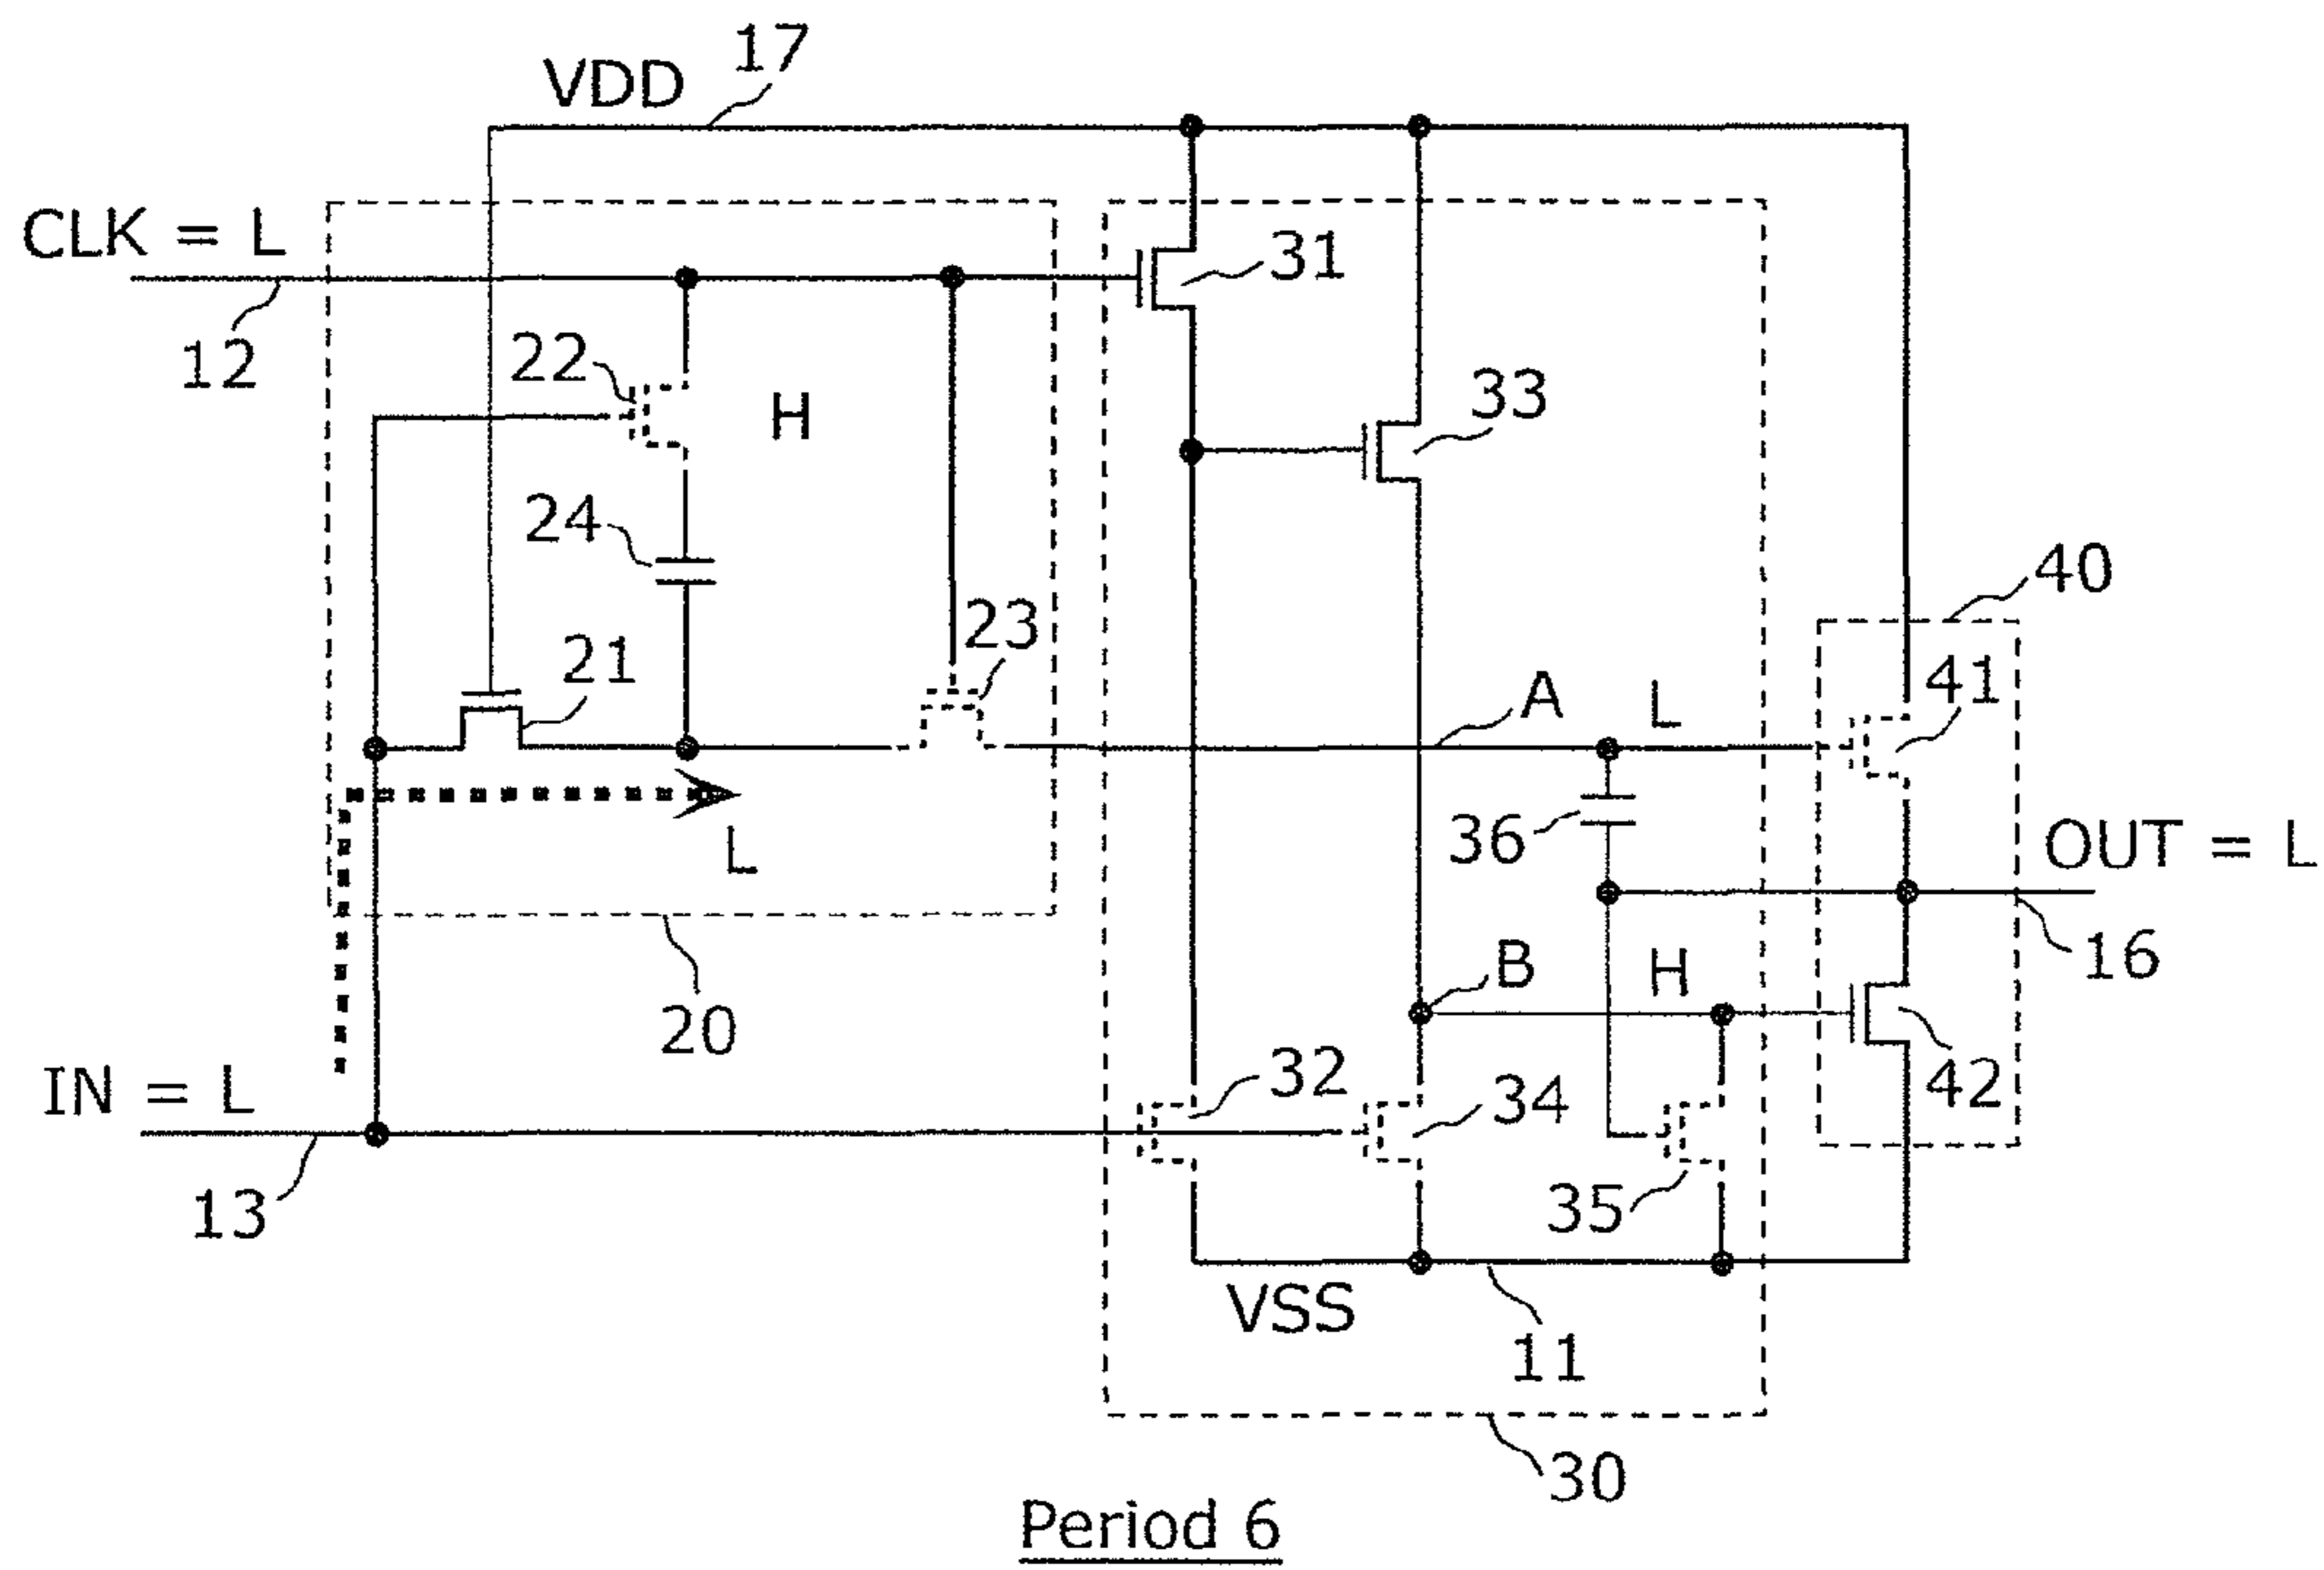 17
VDD
CLK = L
31
12
22
H
33
24
40
23
21
41
A
L
36
OUT = L
L
B
H
16
20
32
42
IN = L
34
13
35
VSS
11
30
Period 6